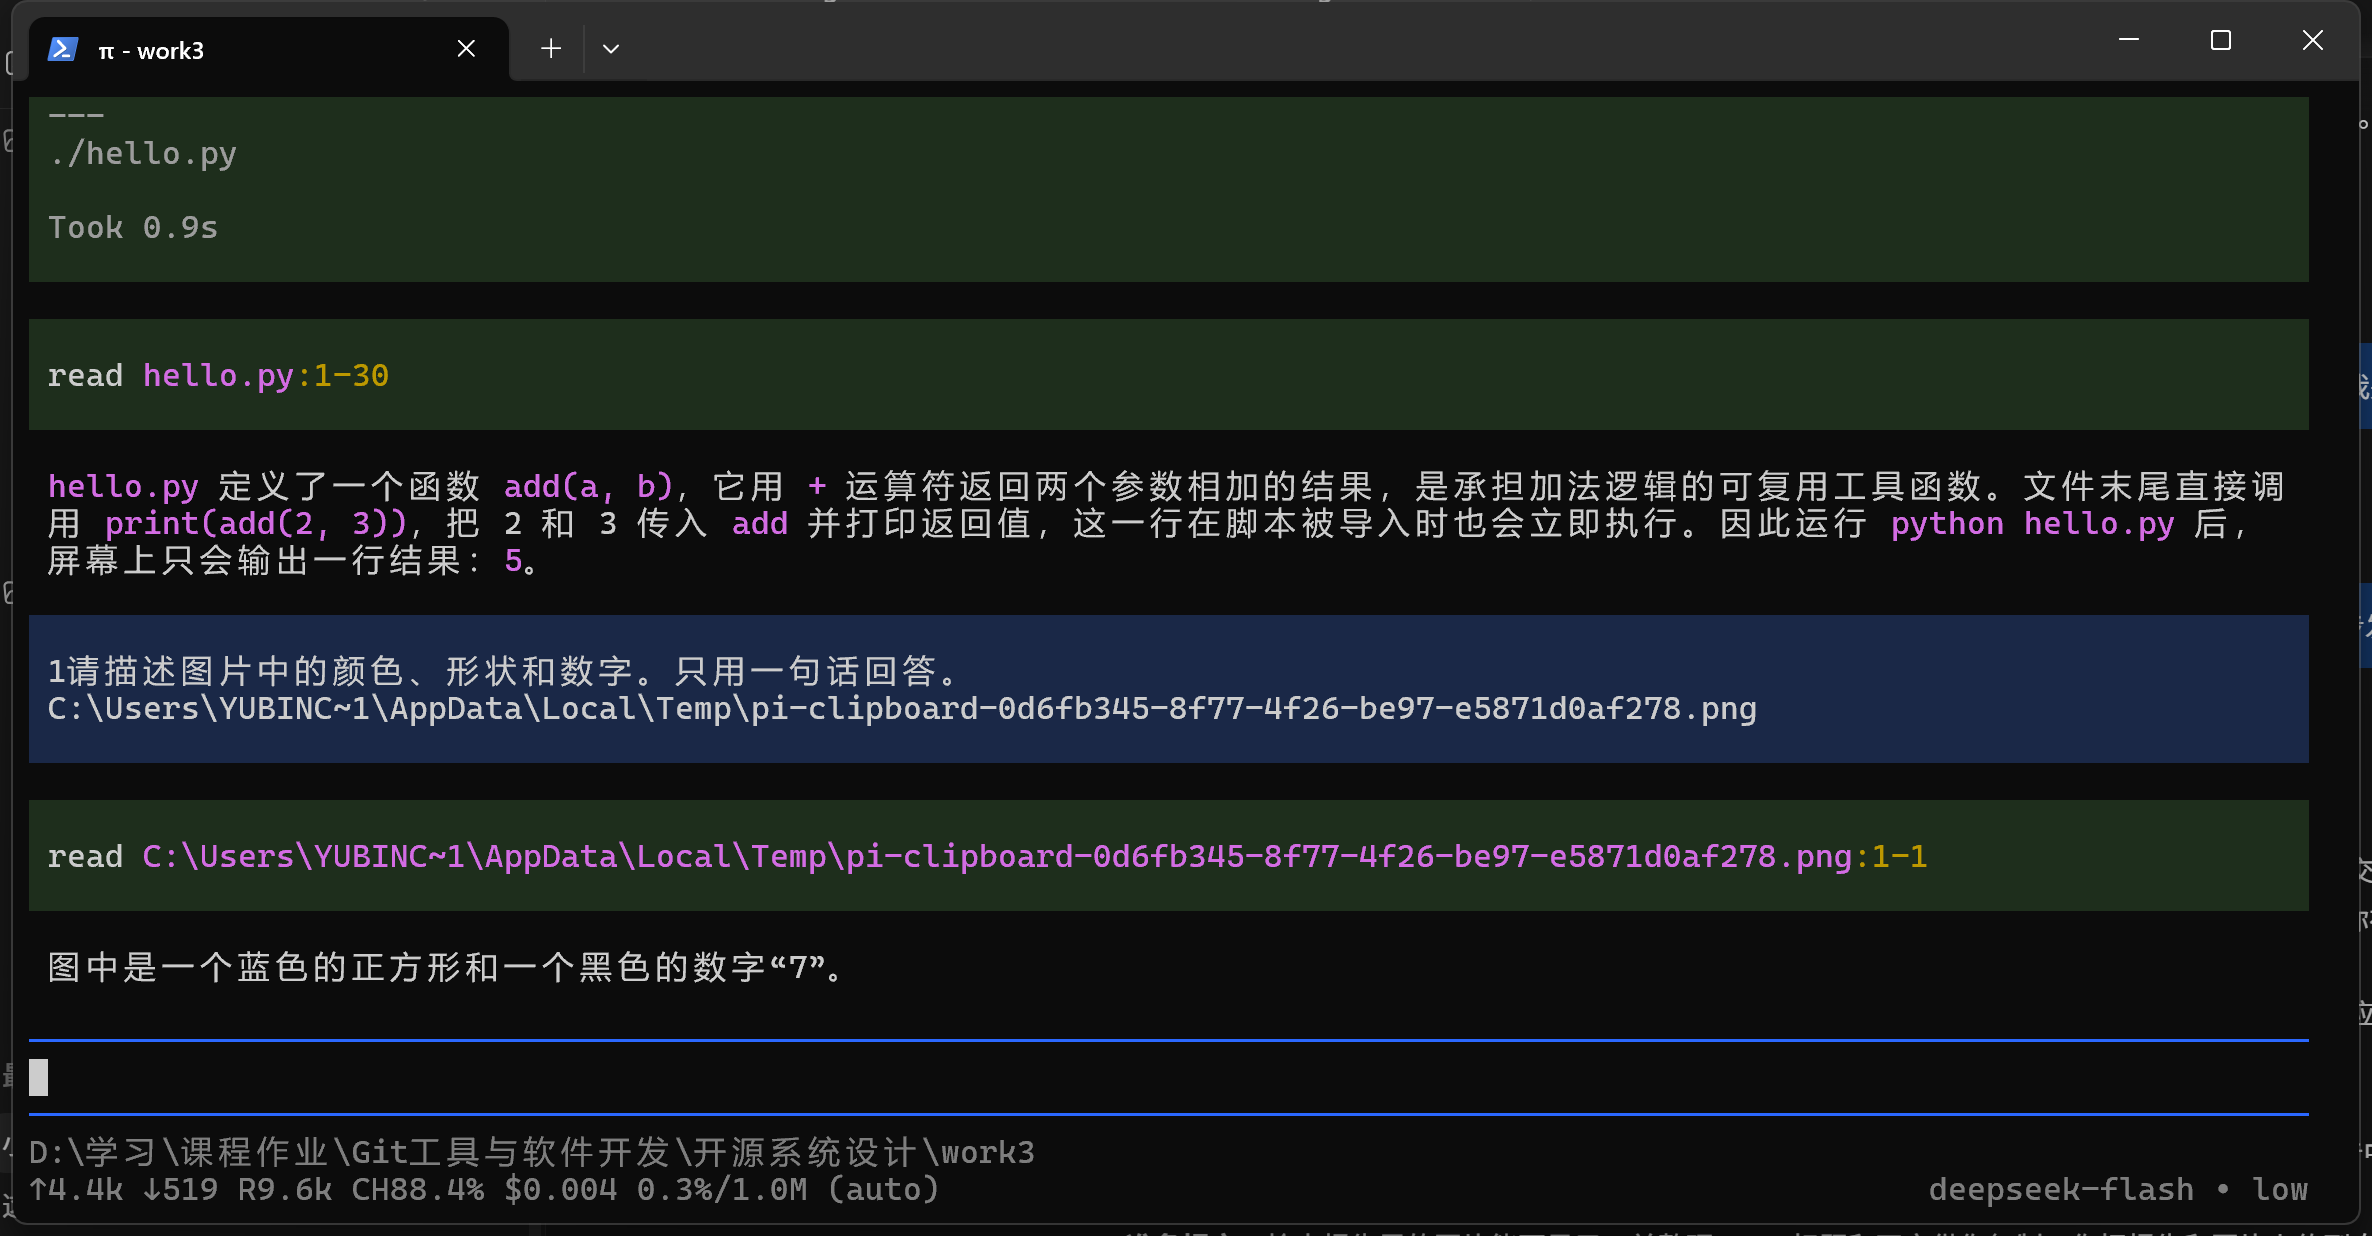 π - work3
---
./hello.py
Took 0.9s
read hello.py:1-30
hello.py 定义了一个函数 add(a, b)，它用 + 运算符返回两个参数相加的结果，是承担加法逻辑的可复用工具函数。文件末尾直接调
用 print(add(2, 3))，把 2 和 3 传入 add 并打印返回值，这一行在脚本被导入时也会立即执行。因此运行 python hello.py 后，
屏幕上只会输出一行结果：5。
1请描述图片中的颜色、形状和数字。只用一句话回答。
C:\Users\YUBINC~1\AppData\Local\Temp\pi-clipboard-0d6fb345-8f77-4f26-be97-e5871d0af278.png
read C:\Users\YUBINC~1\AppData\Local\Temp\pi-clipboard-0d6fb345-8f77-4f26-be97-e5871d0af278.png:1-1
图中是一个蓝色的正方形和一个黑色的数字“7”。
D:\学习\课程作业\Git工具与软件开发\开源系统设计\work3
↑4.4k ↓519 R9.6k CH88.4% $0.004 0.3%/1.0M (auto)
deepseek-flash • low